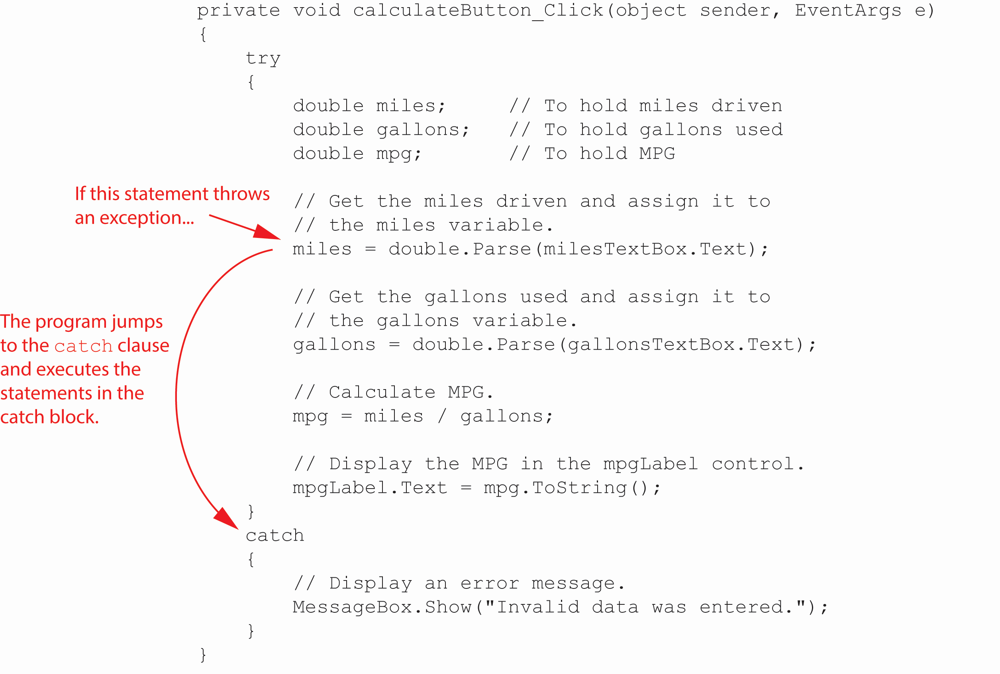 private void calculateButton_Click(object sender, EventArgs e)
{
try
{
double miles; // To hold miles driven
double gallons; // To hold gallons used
double mpg; // To hold MPG
If this statement throws
an exception...
// Get the miles driven and assign it to
// the miles variable.
miles = double.Parse(milesTextBox.Text);
// Get the gallons used and assign it to
// the gallons variable.
gallons = double.Parse(gallonsTextBox.Text);
The program jumps
to the catch clause
and executes the
statements in the
catch block.
// Calculate MPG.
mpg = miles / gallons;
// Display the MPG in the mpgLabel control.
mpgLabel.Text = mpg.ToString();
}
catch
{
// Display an error message.
MessageBox.Show("Invalid data was entered.");
}
}